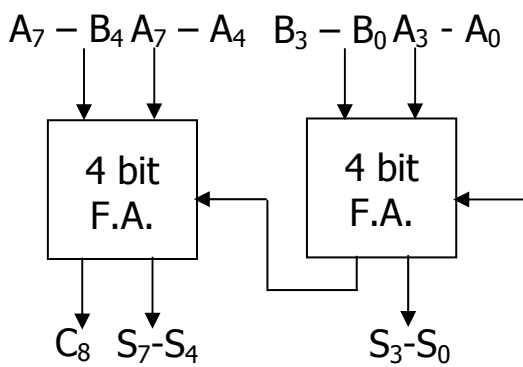 A₇ – B₄ A₇ – A₄ B₃ – B₀ A₃ - A₀
4 bit
F.A.
4 bit
F.A.
C₈ S₇-S₄ S₃-S₀